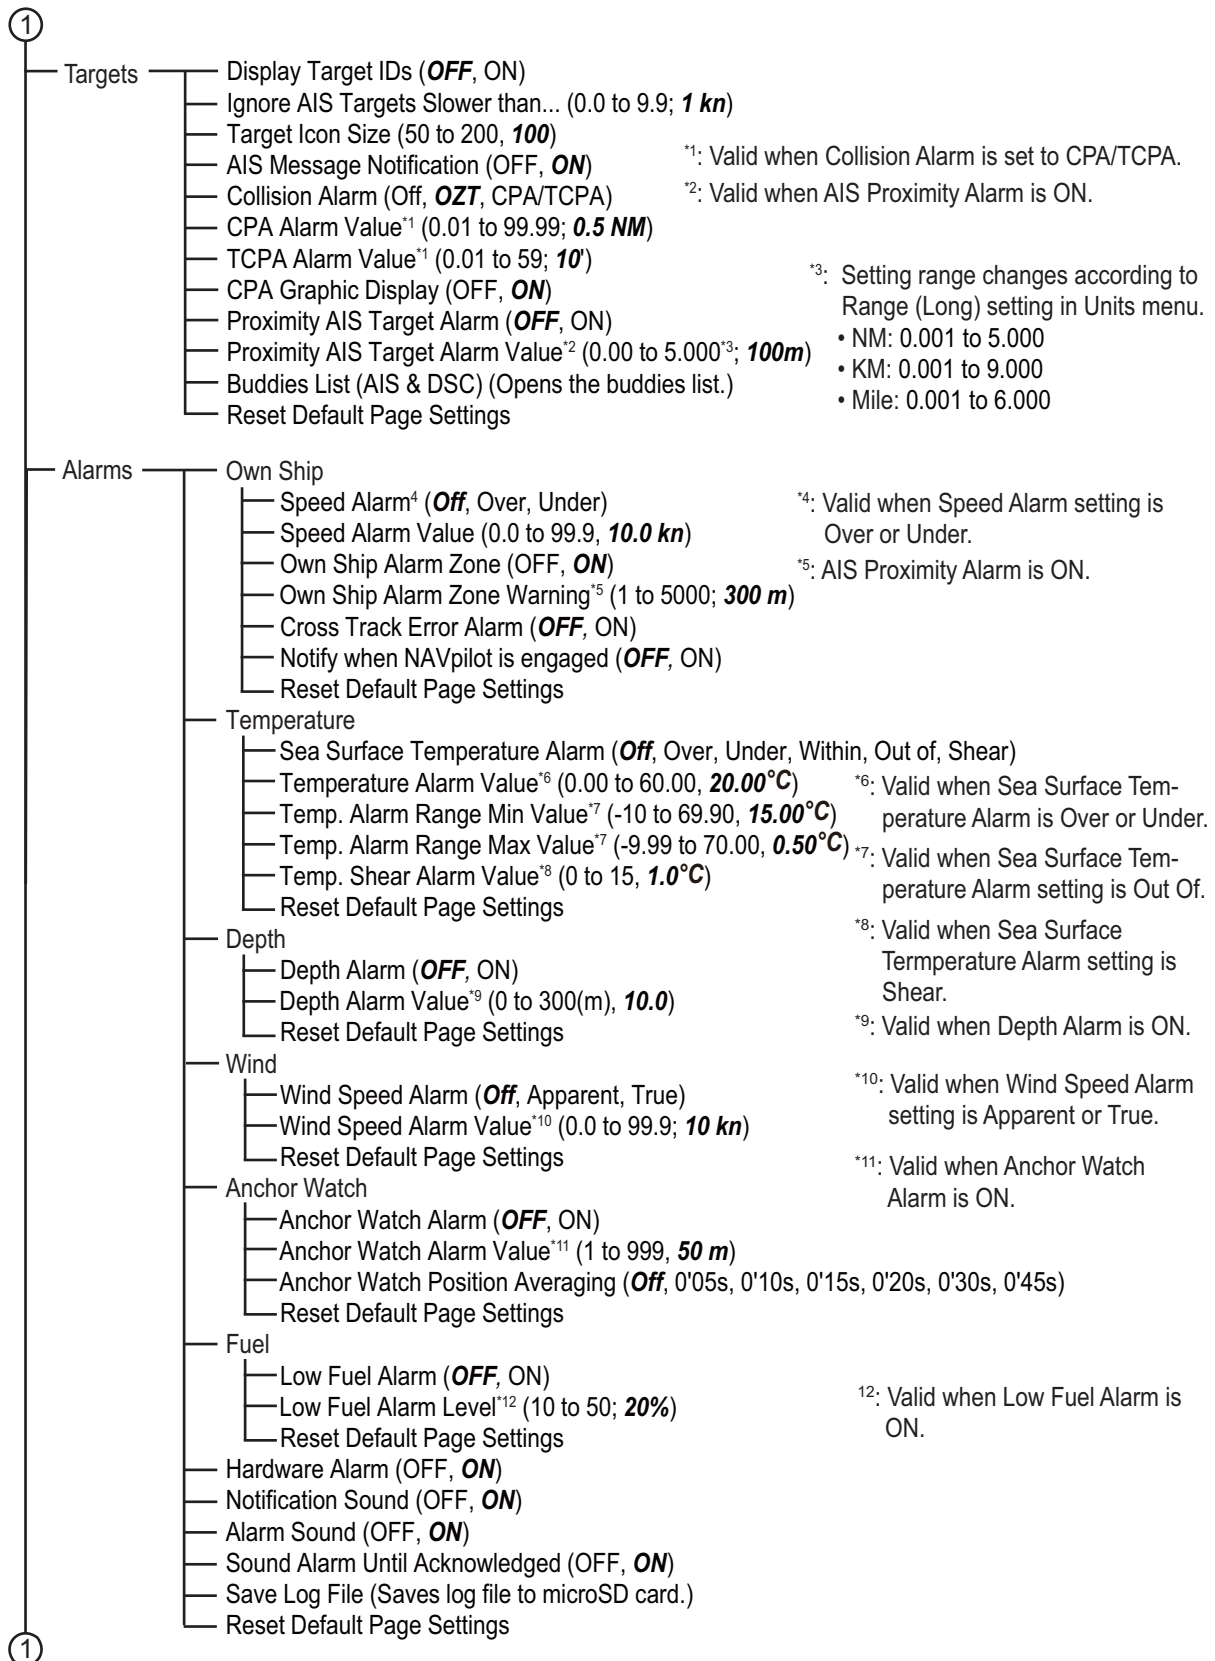 1
Targets
Display Target IDs (OFF, ON)
Ignore AIS Targets Slower than... (0.0 to 9.9; 1 kn)
Target Icon Size (50 to 200, 100)
AIS Message Notification (OFF, ON)
Collision Alarm (Off, OZT, CPA/TCPA)
CPA Alarm Value*1 (0.01 to 99.99; 0.5 NM)
TCPA Alarm Value*1 (0.01 to 59; 10')
CPA Graphic Display (OFF, ON)
Proximity AIS Target Alarm (OFF, ON)
Proximity AIS Target Alarm Value*2 (0.00 to 5.000*3; 100m)
Buddies List (AIS & DSC) (Opens the buddies list.)
Reset Default Page Settings
*1: Valid when Collision Alarm is set to CPA/TCPA.
*2: Valid when AIS Proximity Alarm is ON.
*3: Setting range changes according to
Range (Long) setting in Units menu.
• NM: 0.001 to 5.000
• KM: 0.001 to 9.000
• Mile: 0.001 to 6.000
Alarms
Own Ship
Speed Alarm4 (Off, Over, Under)
Speed Alarm Value (0.0 to 99.9, 10.0 kn)
Own Ship Alarm Zone (OFF, ON)
Own Ship Alarm Zone Warning*5 (1 to 5000; 300 m)
Cross Track Error Alarm (OFF, ON)
Notify when NAVpilot is engaged (OFF, ON)
Reset Default Page Settings
*4: Valid when Speed Alarm setting is
Over or Under.
*5: AIS Proximity Alarm is ON.
Temperature
Sea Surface Temperature Alarm (Off, Over, Under, Within, Out of, Shear)
Temperature Alarm Value*6 (0.00 to 60.00, 20.00°C)
Temp. Alarm Range Min Value*7 (-10 to 69.90, 15.00°C)
Temp. Alarm Range Max Value*7 (-9.99 to 70.00, 0.50°C)
Temp. Shear Alarm Value*8 (0 to 15, 1.0°C)
Reset Default Page Settings
*6: Valid when Sea Surface Tem-
perature Alarm is Over or Under.
*7: Valid when Sea Surface Tem-
perature Alarm setting is Out Of.
*8: Valid when Sea Surface
Termperature Alarm setting is
Shear.
Depth
Depth Alarm (OFF, ON)
Depth Alarm Value*9 (0 to 300(m), 10.0)
Reset Default Page Settings
*9: Valid when Depth Alarm is ON.
Wind
Wind Speed Alarm (Off, Apparent, True)
Wind Speed Alarm Value*10 (0.0 to 99.9; 10 kn)
Reset Default Page Settings
*10: Valid when Wind Speed Alarm
setting is Apparent or True.
Anchor Watch
Anchor Watch Alarm (OFF, ON)
Anchor Watch Alarm Value*11 (1 to 999, 50 m)
Anchor Watch Position Averaging (Off, 0'05s, 0'10s, 0'15s, 0'20s, 0'30s, 0'45s)
Reset Default Page Settings
*11: Valid when Anchor Watch
Alarm is ON.
Fuel
Low Fuel Alarm (OFF, ON)
Low Fuel Alarm Level*12 (10 to 50; 20%)
Reset Default Page Settings
12: Valid when Low Fuel Alarm is
ON.
Hardware Alarm (OFF, ON)
Notification Sound (OFF, ON)
Alarm Sound (OFF, ON)
Sound Alarm Until Acknowledged (OFF, ON)
Save Log File (Saves log file to microSD card.)
Reset Default Page Settings
1